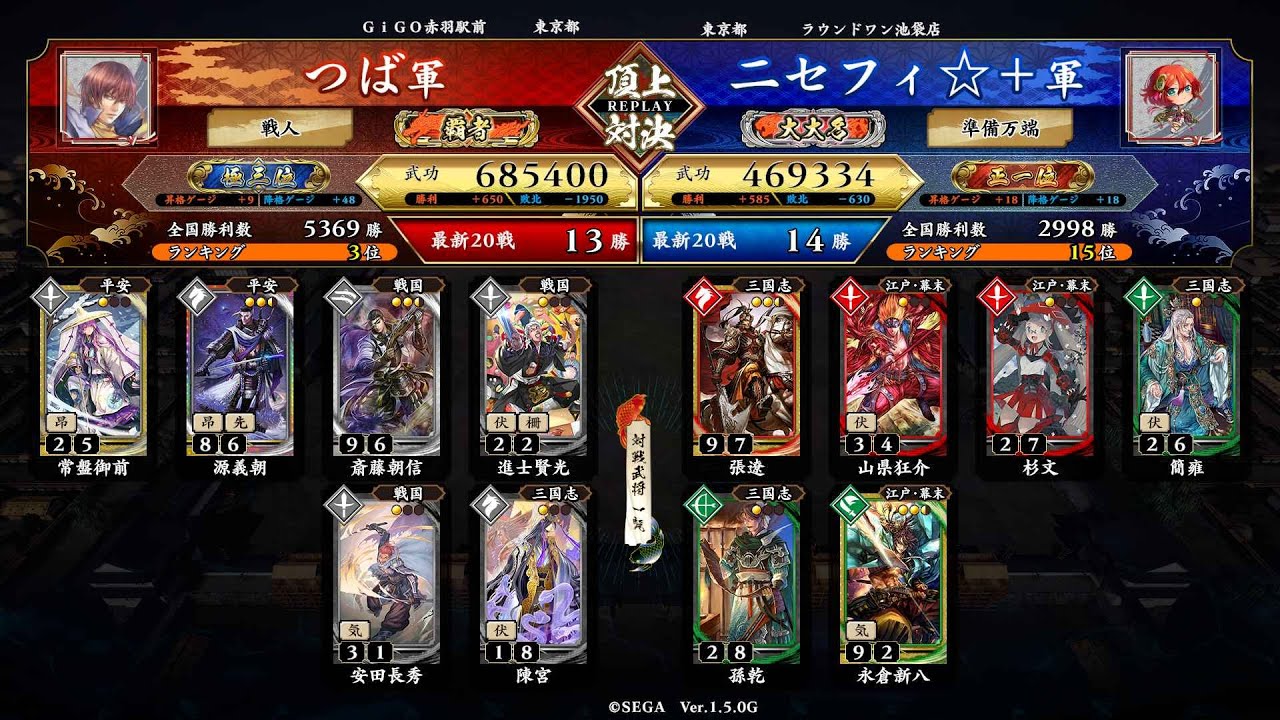 GiGO赤羽駅前 東京都
東京都 ラウンドワン池袋店
つば軍
頂上
REPLAY
対決
ニセフィ☆+軍
戦人
覇者
大大名
準備万端
極三位
武功 685400
勝利 +650 敗北 -1950
武功 469334
勝利 +585 敗北 -630
正一位
昇格ゲージ +9 降格ゲージ +48
昇格ゲージ +18 降格ゲージ +18
全国勝利数 5369勝
ランキング 3位
最新20戦 13勝
最新20戦 14勝
全国勝利数 2998勝
ランキング 15位
平安
昂
2 5
常盤御前
平安
昂 先
8 6
源義朝
戦国
9 6
斎藤朝信
戦国
伏 柵
2 2
進士賢光
対戦武将一覧
三国志
9 7
張遼
江戸・幕末
伏
3 4
山県狂介
江戸・幕末
2 7
杉文
三国志
伏
2 6
簡雍
戦国
気
3 1
安田長秀
三国志
伏
1 8
陳宮
三国志
2 8
孫乾
江戸・幕末
気
9 2
永倉新八
©SEGA Ver.1.5.0G